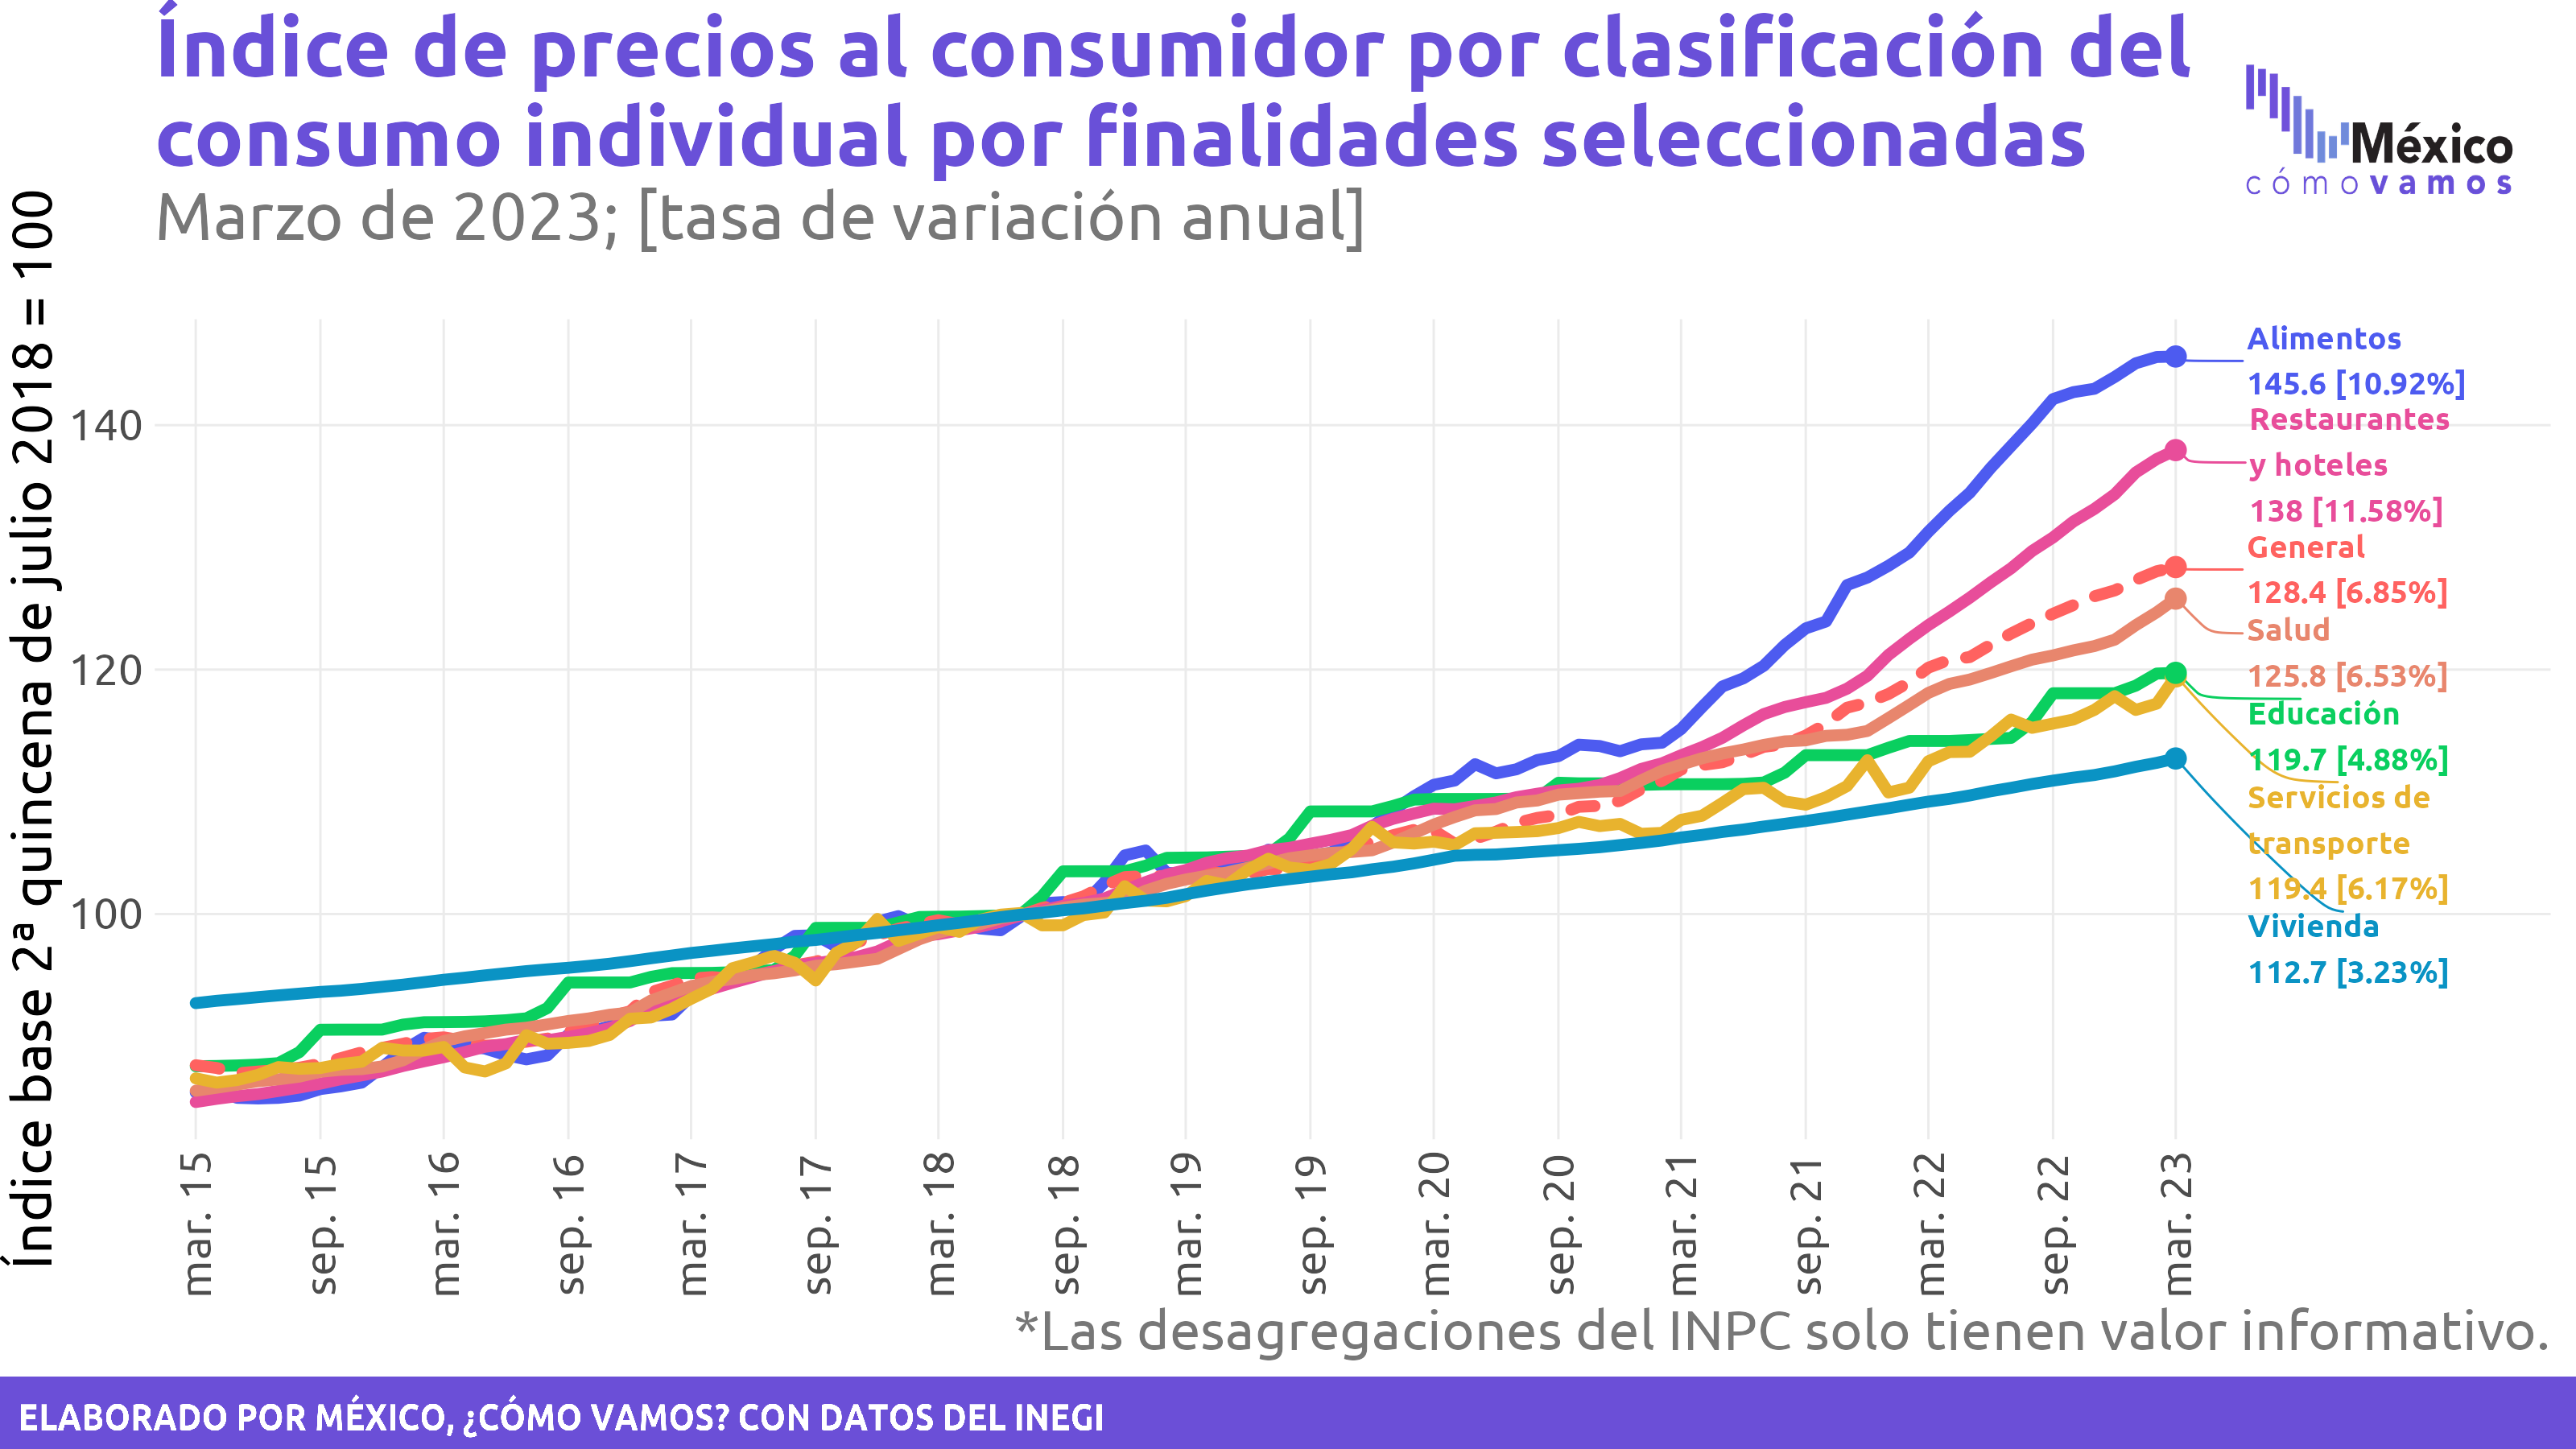 Índice de precios al consumidor por clasificación del
consumo individual por finalidades seleccionadas
Marzo de 2023; [tasa de variación anual]
México
cómo vamos
Índice base 2ª quincena de julio 2018 = 100
140
120
100
Alimentos
145.6 [10.92%]
Restaurantes
y hoteles
138 [11.58%]
General
128.4 [6.85%]
Salud
125.8 [6.53%]
Educación
119.7 [4.88%]
Servicios de
transporte
119.4 [6.17%]
Vivienda
112.7 [3.23%]
mar. 15
sep. 15
mar. 16
sep. 16
mar. 17
sep. 17
mar. 18
sep. 18
mar. 19
sep. 19
mar. 20
sep. 20
mar. 21
sep. 21
mar. 22
sep. 22
mar. 23
*Las desagregaciones del INPC solo tienen valor informativo.
ELABORADO POR MÉXICO, ¿CÓMO VAMOS? CON DATOS DEL INEGI